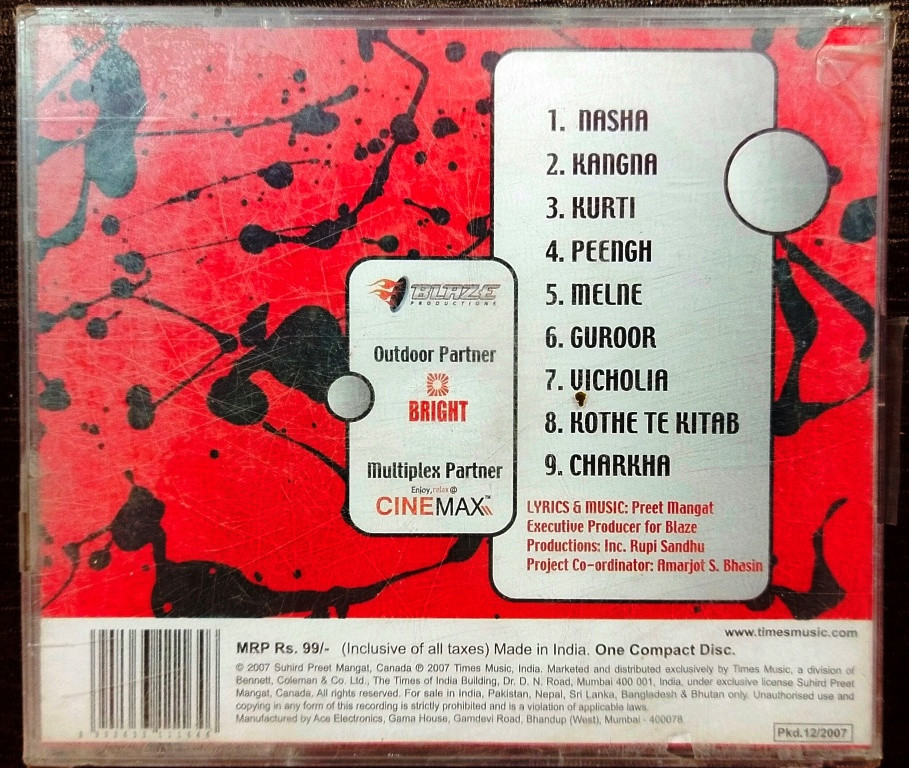 1. NASHA
2. KANGNA
3. KURTI
4. PEENGH
5. MELNE
6. GUROOR
7. VICHOLIA
8. KOTHE TE KITAB
9. CHARKHA
BLAZE
PRODUCTIONS
Outdoor Partner
BRIGHT
Multiplex Partner
Enjoy, relax @
CINEMAX™
LYRICS & MUSIC: Preet Mangat
Executive Producer for Blaze
Productions: Inc. Rupi Sandhu
Project Co-ordinator: Amarjot S. Bhasin
www.timesmusic.com
MRP Rs. 99/- (Inclusive of all taxes) Made in India. One Compact Disc.
© 2007 Suhird Preet Mangat, Canada ℗ 2007 Times Music, India. Marketed and distributed exclusively by Times Music, a division of
Bennett, Coleman & Co. Ltd., The Times of India Building, Dr. D. N. Road, Mumbai 400 001, India, under exclusive license Suhird Preet
Mangat, Canada. All rights reserved. For sale in India, Pakistan, Nepal, Sri Lanka, Bangladesh & Bhutan only. Unauthorised use and
copying in any form of this recording is strictly prohibited and is a violation of applicable laws.
Manufactured by Ace Electronics, Gama House, Gamdevi Road, Bhandup (West), Mumbai - 400078.
Pkd.12/2007